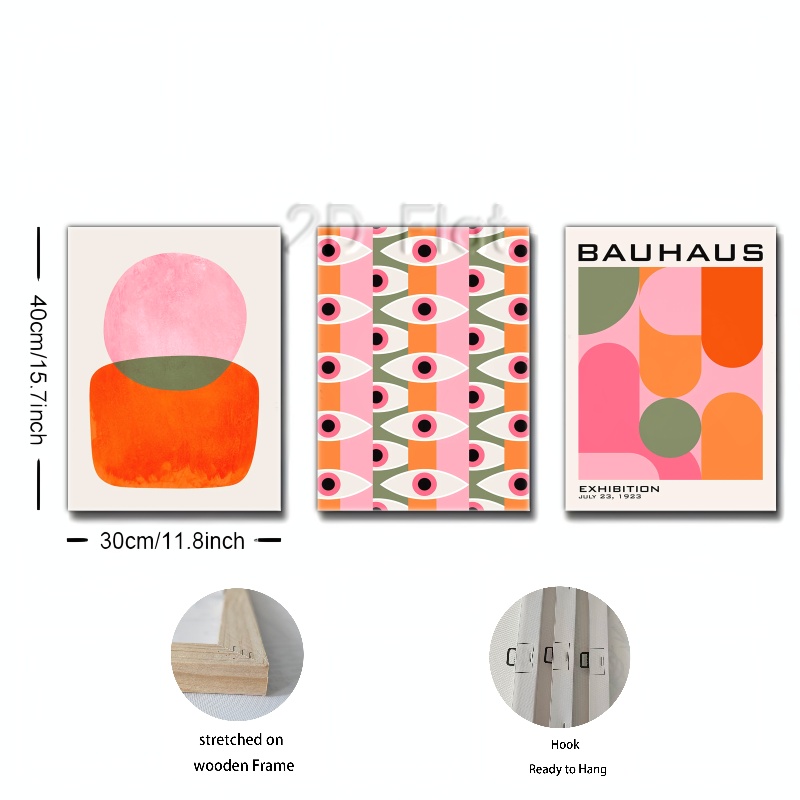 2D Flat
BAUHAUS
40cm/15.7inch
EXHIBITION
JULY 23, 1923
30cm/11.8inch
stretched on
wooden Frame
Hook
Ready to Hang